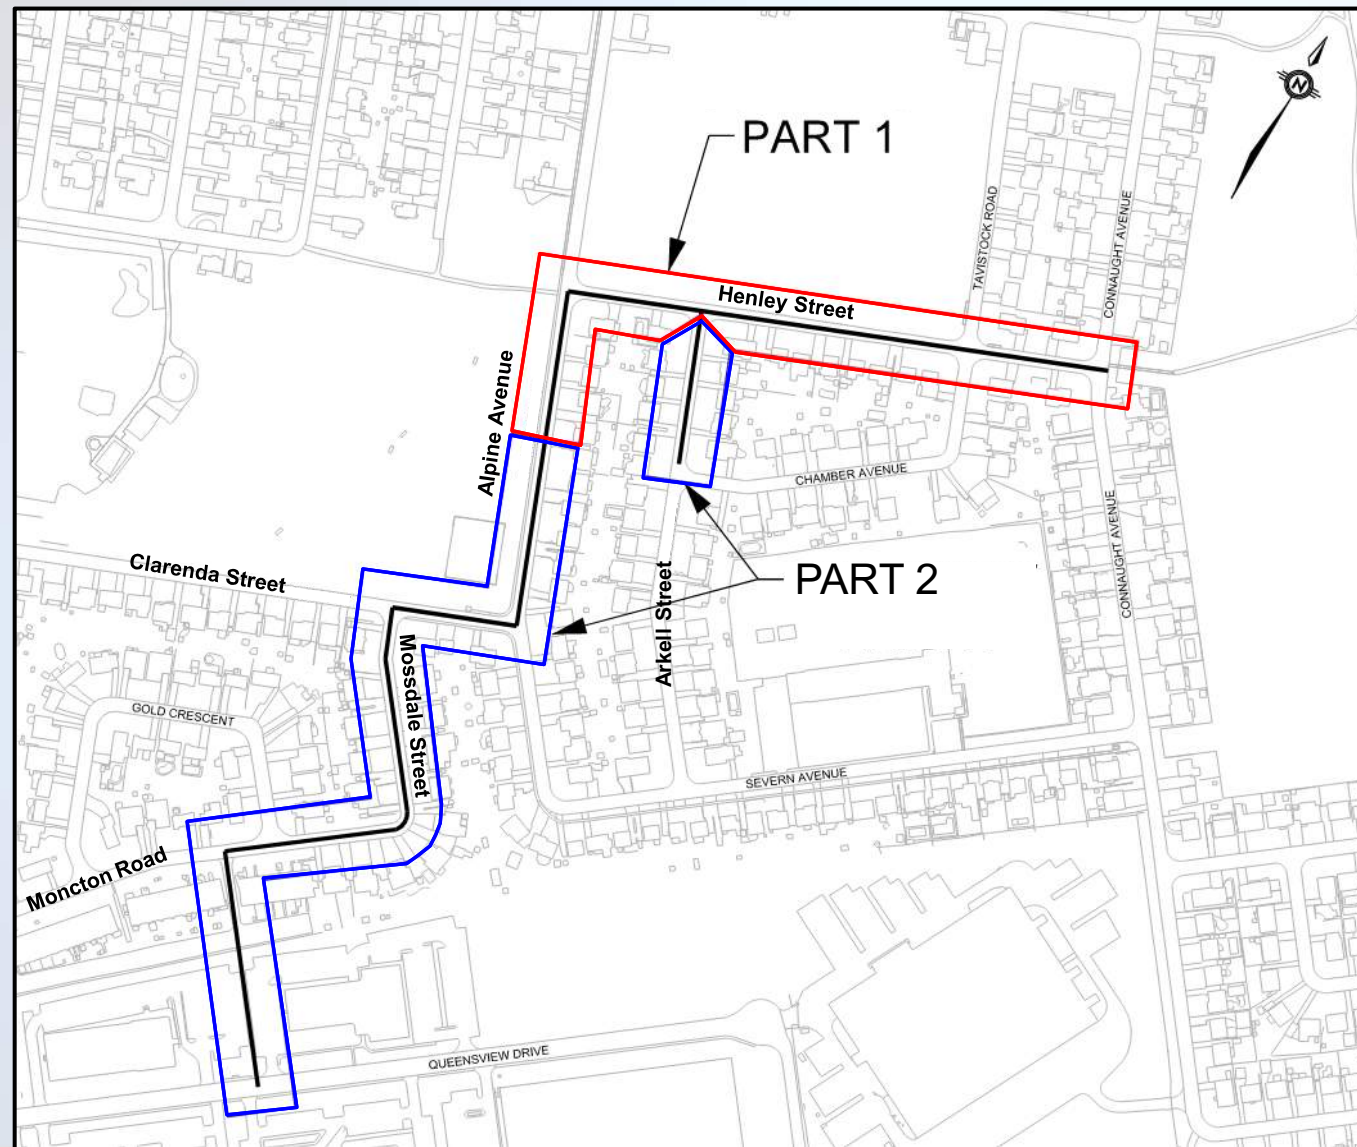 N
PART 1
TAVISTOCK ROAD
CONNAUGHT AVENUE
Henley Street
Alpine Avenue
CHAMBER AVENUE
CONNAUGHT AVENUE
Clarenda Street
PART 2
Arkell Street
Mossdale Street
GOLD CRESCENT
SEVERN AVENUE
Moncton Road
QUEENSVIEW DRIVE